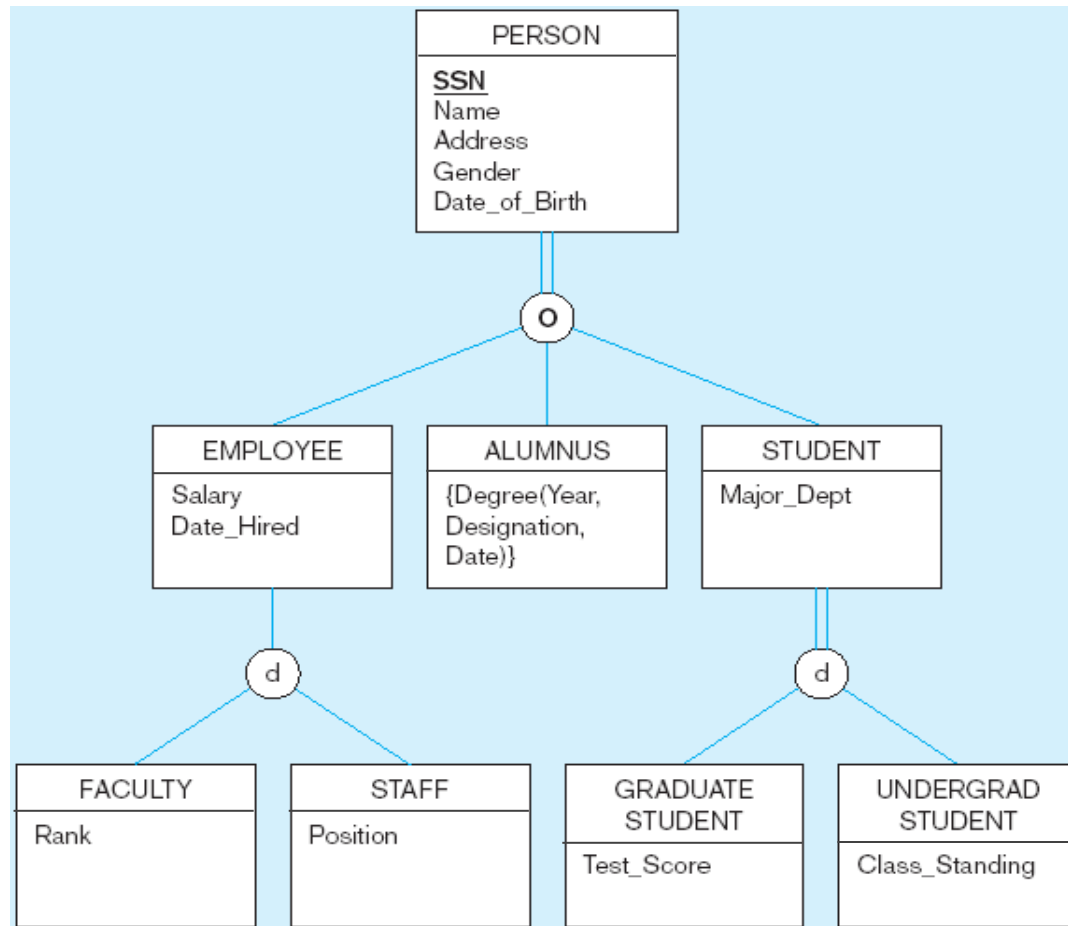 PERSON
SSN
Name
Address
Gender
Date_of_Birth
O
EMPLOYEE
Salary
Date_Hired
ALUMNUS
{Degree(Year,
Designation,
Date)}
STUDENT
Major_Dept
d
d
FACULTY
Rank
STAFF
Position
GRADUATE
STUDENT
Test_Score
UNDERGRAD
STUDENT
Class_Standing